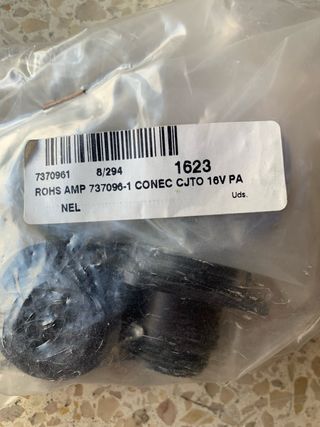 7370961 8/294 1623
ROHS AMP 737096-1 CONEC CJTO 16V PA
NEL Uds.